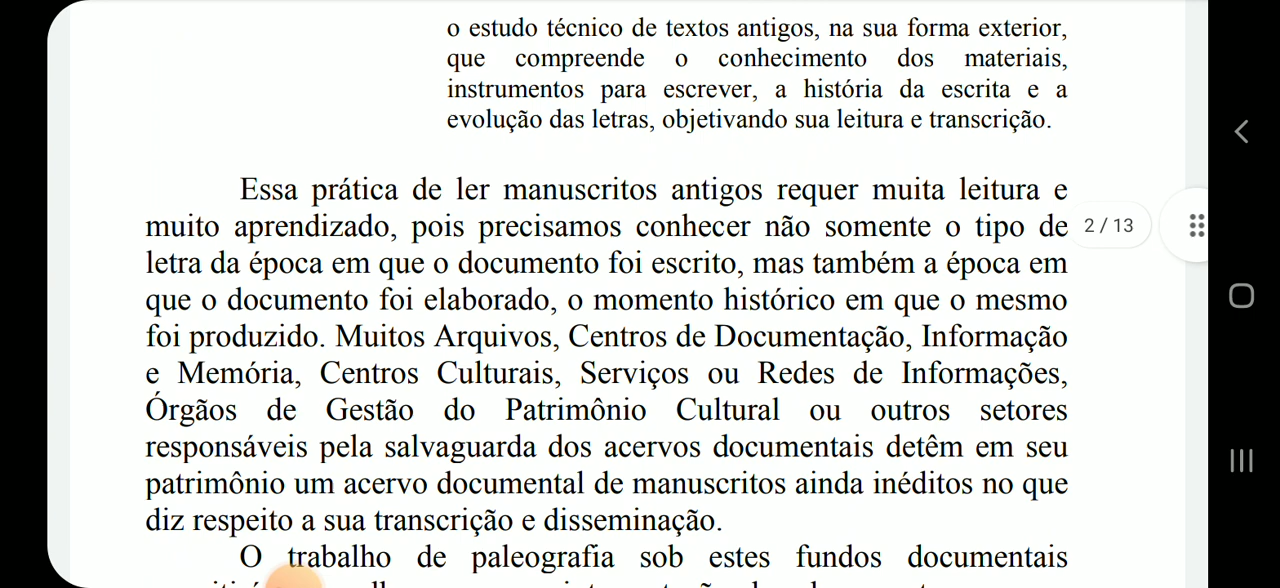 o estudo técnico de textos antigos, na sua forma exterior,
que compreende o conhecimento dos materiais,
instrumentos para escrever, a história da escrita e a
evolução das letras, objetivando sua leitura e transcrição.
Essa prática de ler manuscritos antigos requer muita leitura e
muito aprendizado, pois precisamos conhecer não somente o tipo de
letra da época em que o documento foi escrito, mas também a época em
que o documento foi elaborado, o momento histórico em que o mesmo
foi produzido. Muitos Arquivos, Centros de Documentação, Informação
e Memória, Centros Culturais, Serviços ou Redes de Informações,
Órgãos de Gestão do Patrimônio Cultural ou outros setores
responsáveis pela salvaguarda dos acervos documentais detêm em seu
patrimônio um acervo documental de manuscritos ainda inéditos no que
diz respeito a sua transcrição e disseminação.
O trabalho de paleografia sob estes fundos documentais
2 / 13